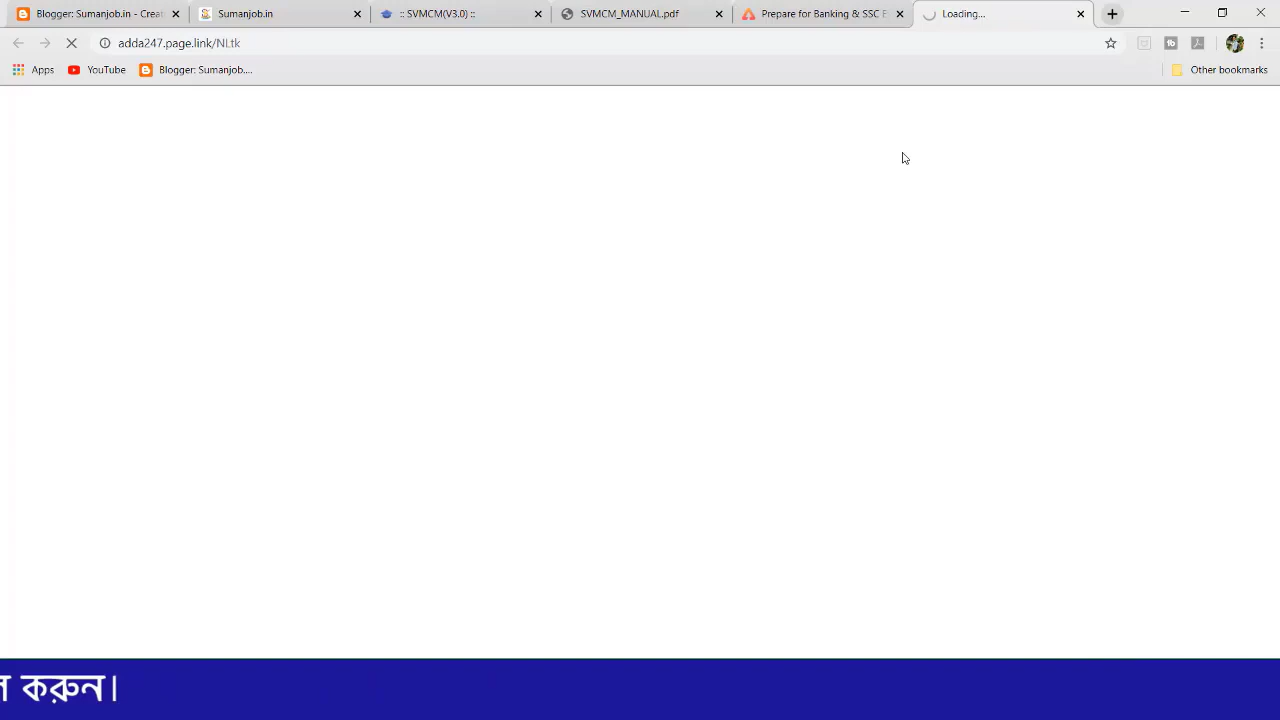 Blogger: Sumanjob.in - Creat
Sumanjob.in
:: SVMCM(V3.0) ::
SVMCM_MANUAL.pdf
Prepare for Banking & SSC E
Loading...
adda247.page.link/NLtk
Apps
YouTube
Blogger: Sumanjob....
Other bookmarks
করুন।